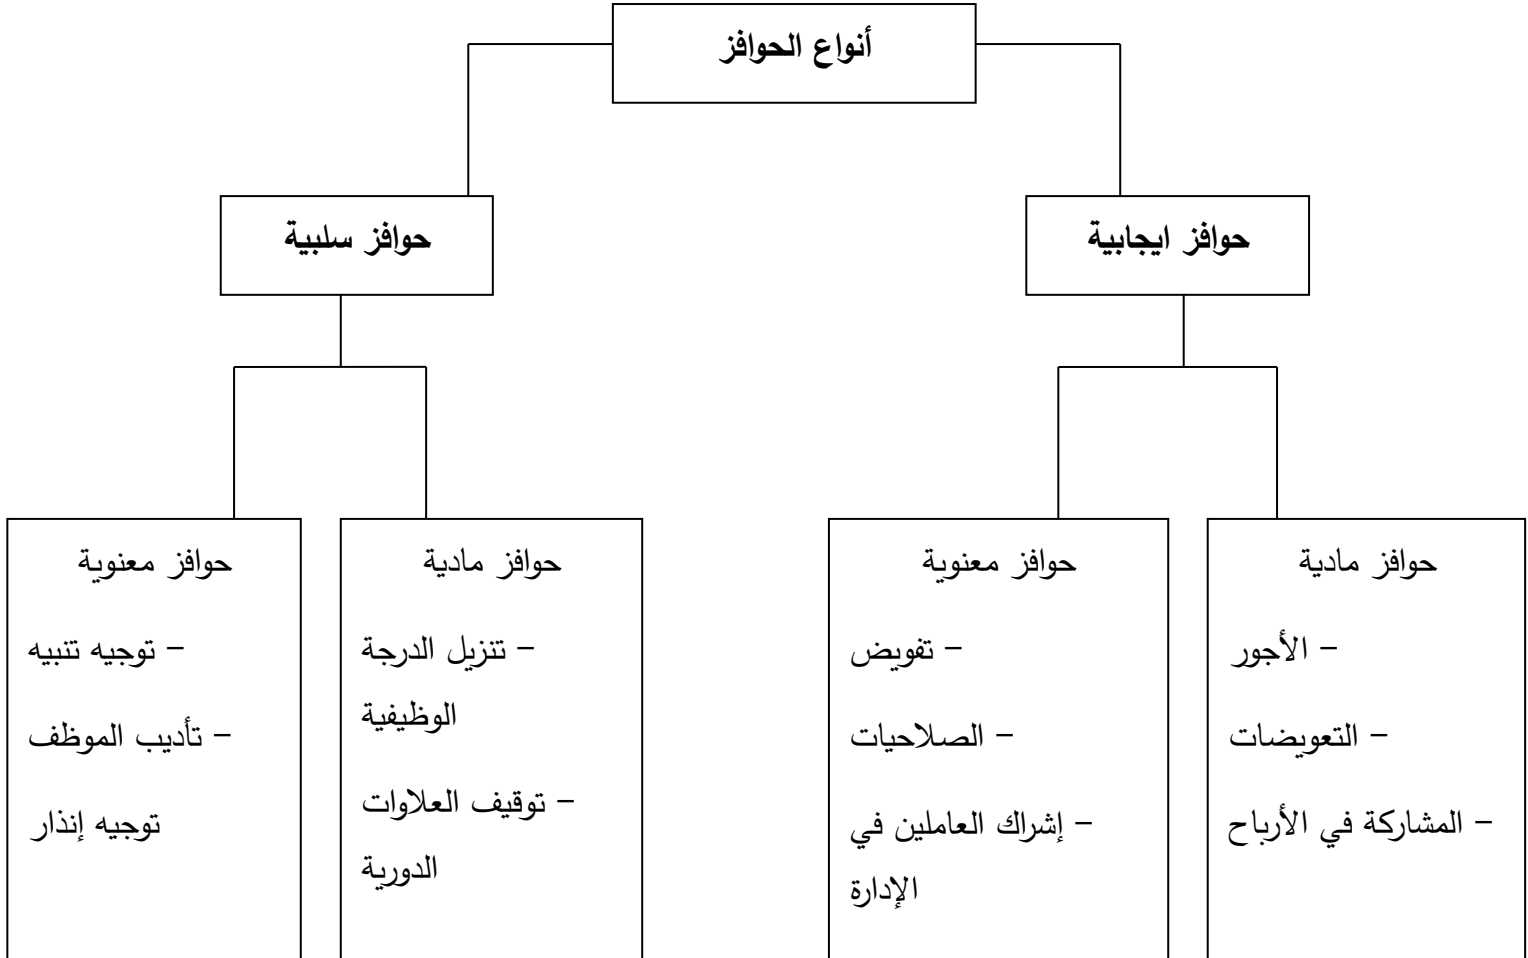 أنواع الحوافز
حوافز ايجابية
حوافز سلبية
حوافز مادية
– الأجور
– التعويضات
– المشاركة في الأرباح
حوافز معنوية
– تفويض
– الصلاحيات
– إشراك العاملين في
الإدارة
حوافز مادية
– تنزيل الدرجة
الوظيفية
– توقيف العلاوات
الدورية
حوافز معنوية
– توجيه تنبيه
– تأديب الموظف
توجيه إنذار